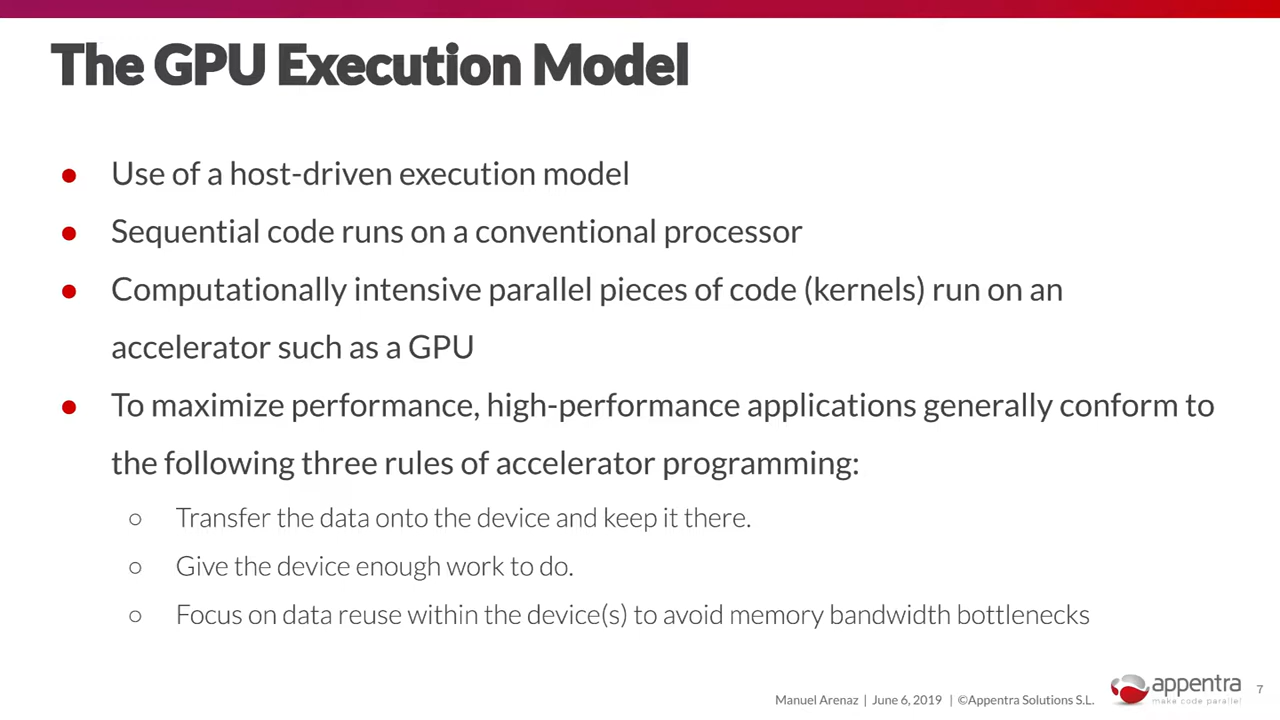 The GPU Execution Model
● Use of a host-driven execution model
● Sequential code runs on a conventional processor
● Computationally intensive parallel pieces of code (kernels) run on an
accelerator such as a GPU
● To maximize performance, high-performance applications generally conform to
the following three rules of accelerator programming:
○ Transfer the data onto the device and keep it there.
○ Give the device enough work to do.
○ Focus on data reuse within the device(s) to avoid memory bandwidth bottlenecks
Manuel Arenaz | June 6, 2019 | ©Appentra Solutions S.L.
appentra
make code parallel
7